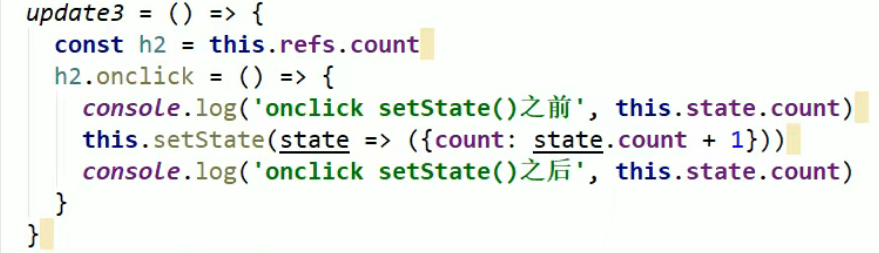 update3 = () => {
const h2 = this.refs.count
h2.onclick = () => {
console.log('onclick setState()之前', this.state.count)
this.setState(state => ({count: state.count + 1}))
console.log('onclick setState()之后', this.state.count)
}
}